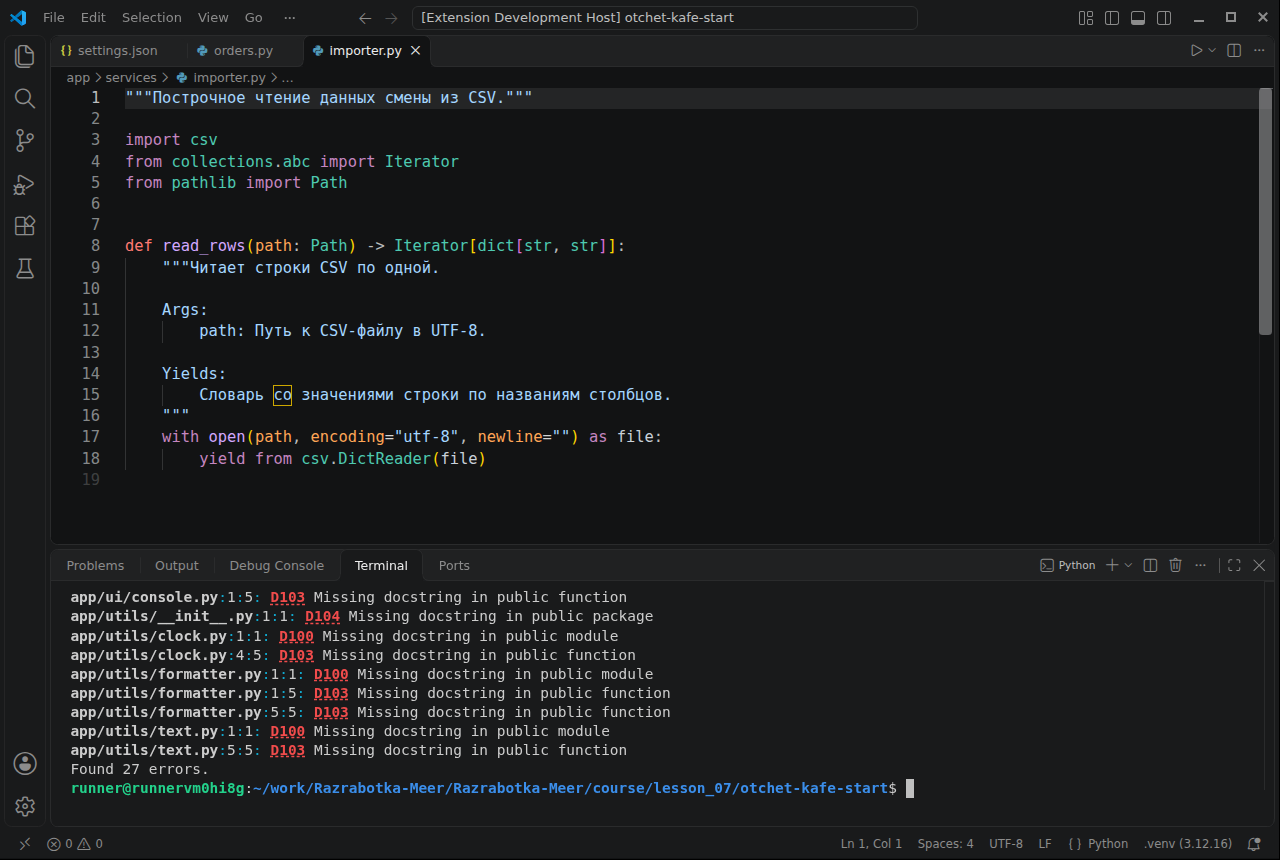 File Edit Selection View Go ··· [Extension Development Host] otchet-kafe-start
settings.json orders.py importer.py
app > services > importer.py > ...
1 """Построчное чтение данных смены из CSV."""
2
3 import csv
4 from collections.abc import Iterator
5 from pathlib import Path
6
7
8 def read_rows(path: Path) -> Iterator[dict[str, str]]:
9 """Читает строки CSV по одной.
10
11 Args:
12 path: Путь к CSV-файлу в UTF-8.
13
14 Yields:
15 Словарь со значениями строки по названиям столбцов.
16 """
17 with open(path, encoding="utf-8", newline="") as file:
18 yield from csv.DictReader(file)
19
Problems Output Debug Console Terminal Ports Python
app/ui/console.py:1:5: D103 Missing docstring in public function
app/utils/__init__.py:1:1: D104 Missing docstring in public package
app/utils/clock.py:1:1: D100 Missing docstring in public module
app/utils/clock.py:4:5: D103 Missing docstring in public function
app/utils/formatter.py:1:1: D100 Missing docstring in public module
app/utils/formatter.py:1:5: D103 Missing docstring in public function
app/utils/formatter.py:5:5: D103 Missing docstring in public function
app/utils/text.py:1:1: D100 Missing docstring in public module
app/utils/text.py:5:5: D103 Missing docstring in public function
Found 27 errors.
runner@runnervm0hi8g:~/work/Razrabotka-Meer/Razrabotka-Meer/course/lesson_07/otchet-kafe-start$
0 0 Ln 1, Col 1 Spaces: 4 UTF-8 LF { } Python .venv (3.12.16)